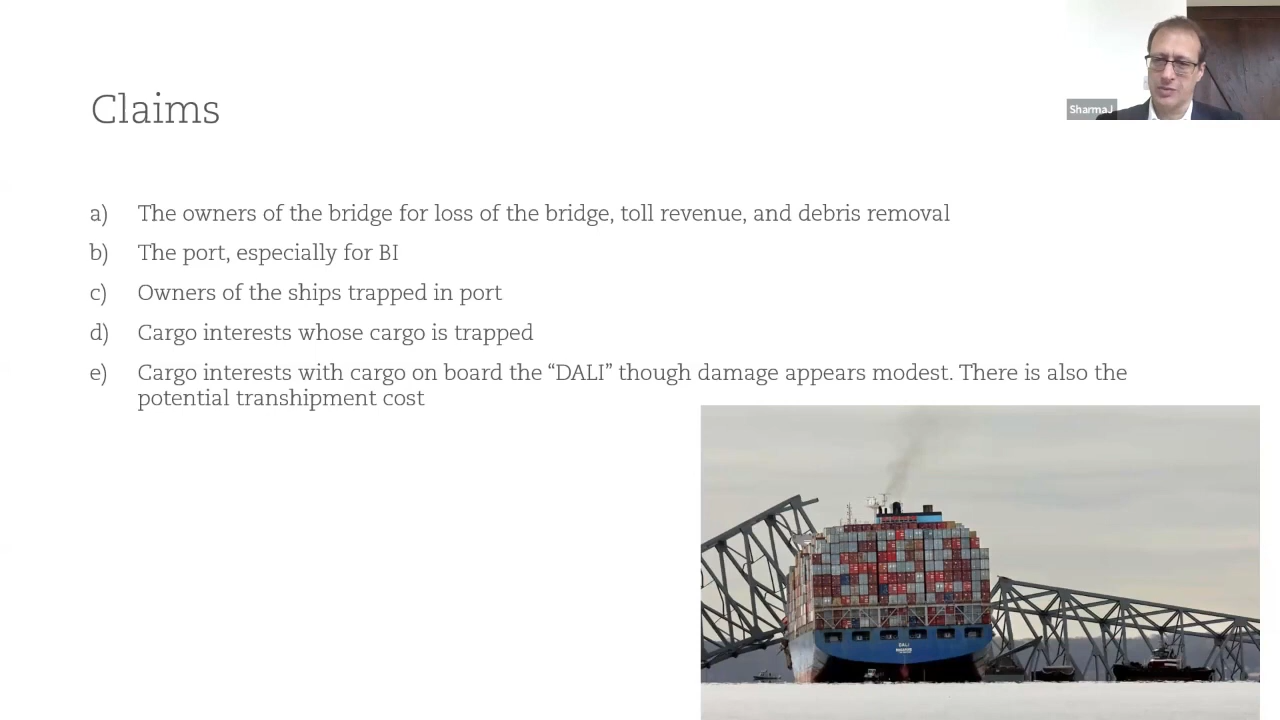 Claims
SharmaJ
a) The owners of the bridge for loss of the bridge, toll revenue, and debris removal
b) The port, especially for BI
c) Owners of the ships trapped in port
d) Cargo interests whose cargo is trapped
e) Cargo interests with cargo on board the “DALI” though damage appears modest. There is also the
potential transhipment cost
DALI